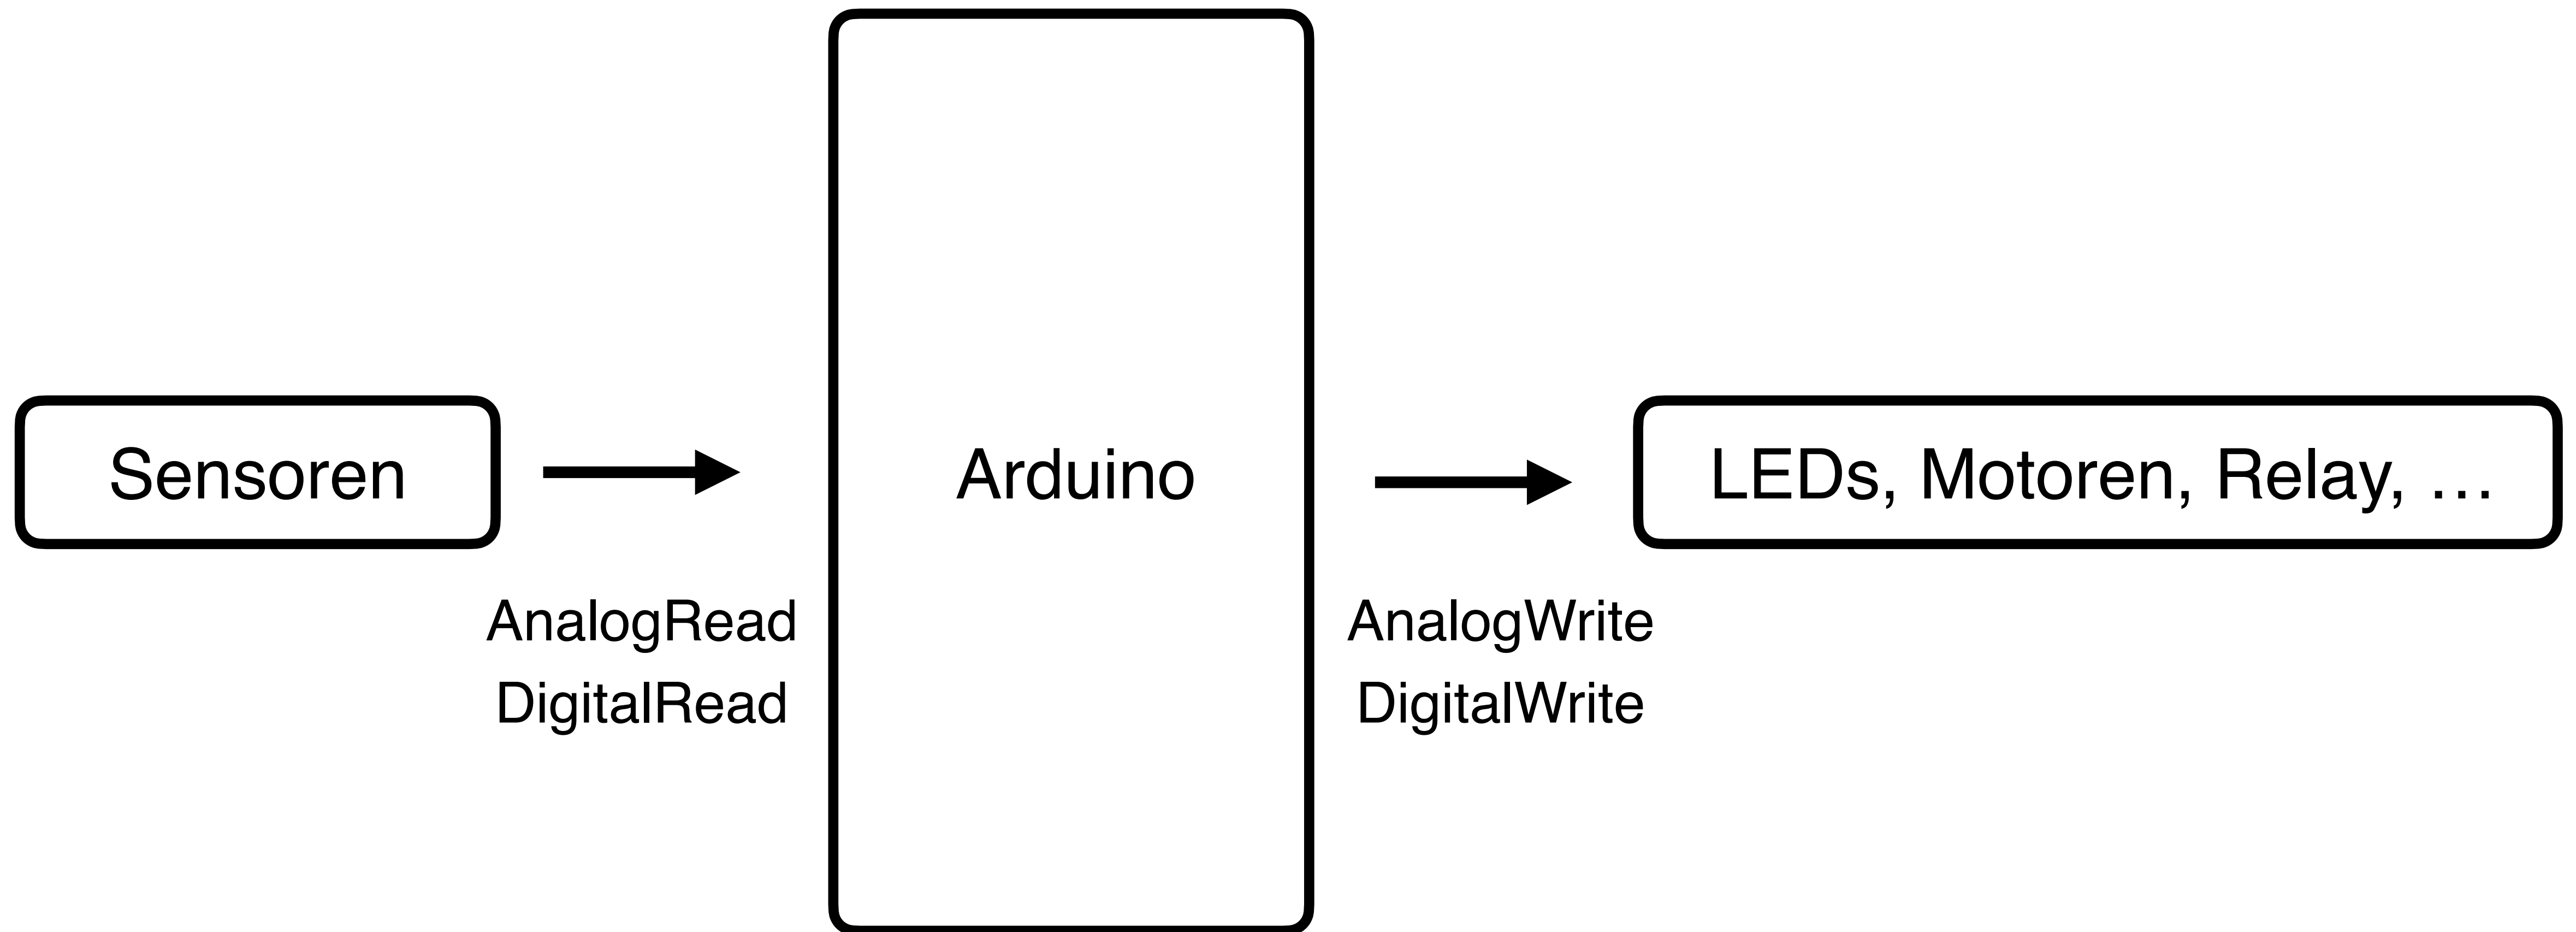 Sensoren
AnalogRead
DigitalRead
Arduino
AnalogWrite
DigitalWrite
LEDs, Motoren, Relay, …